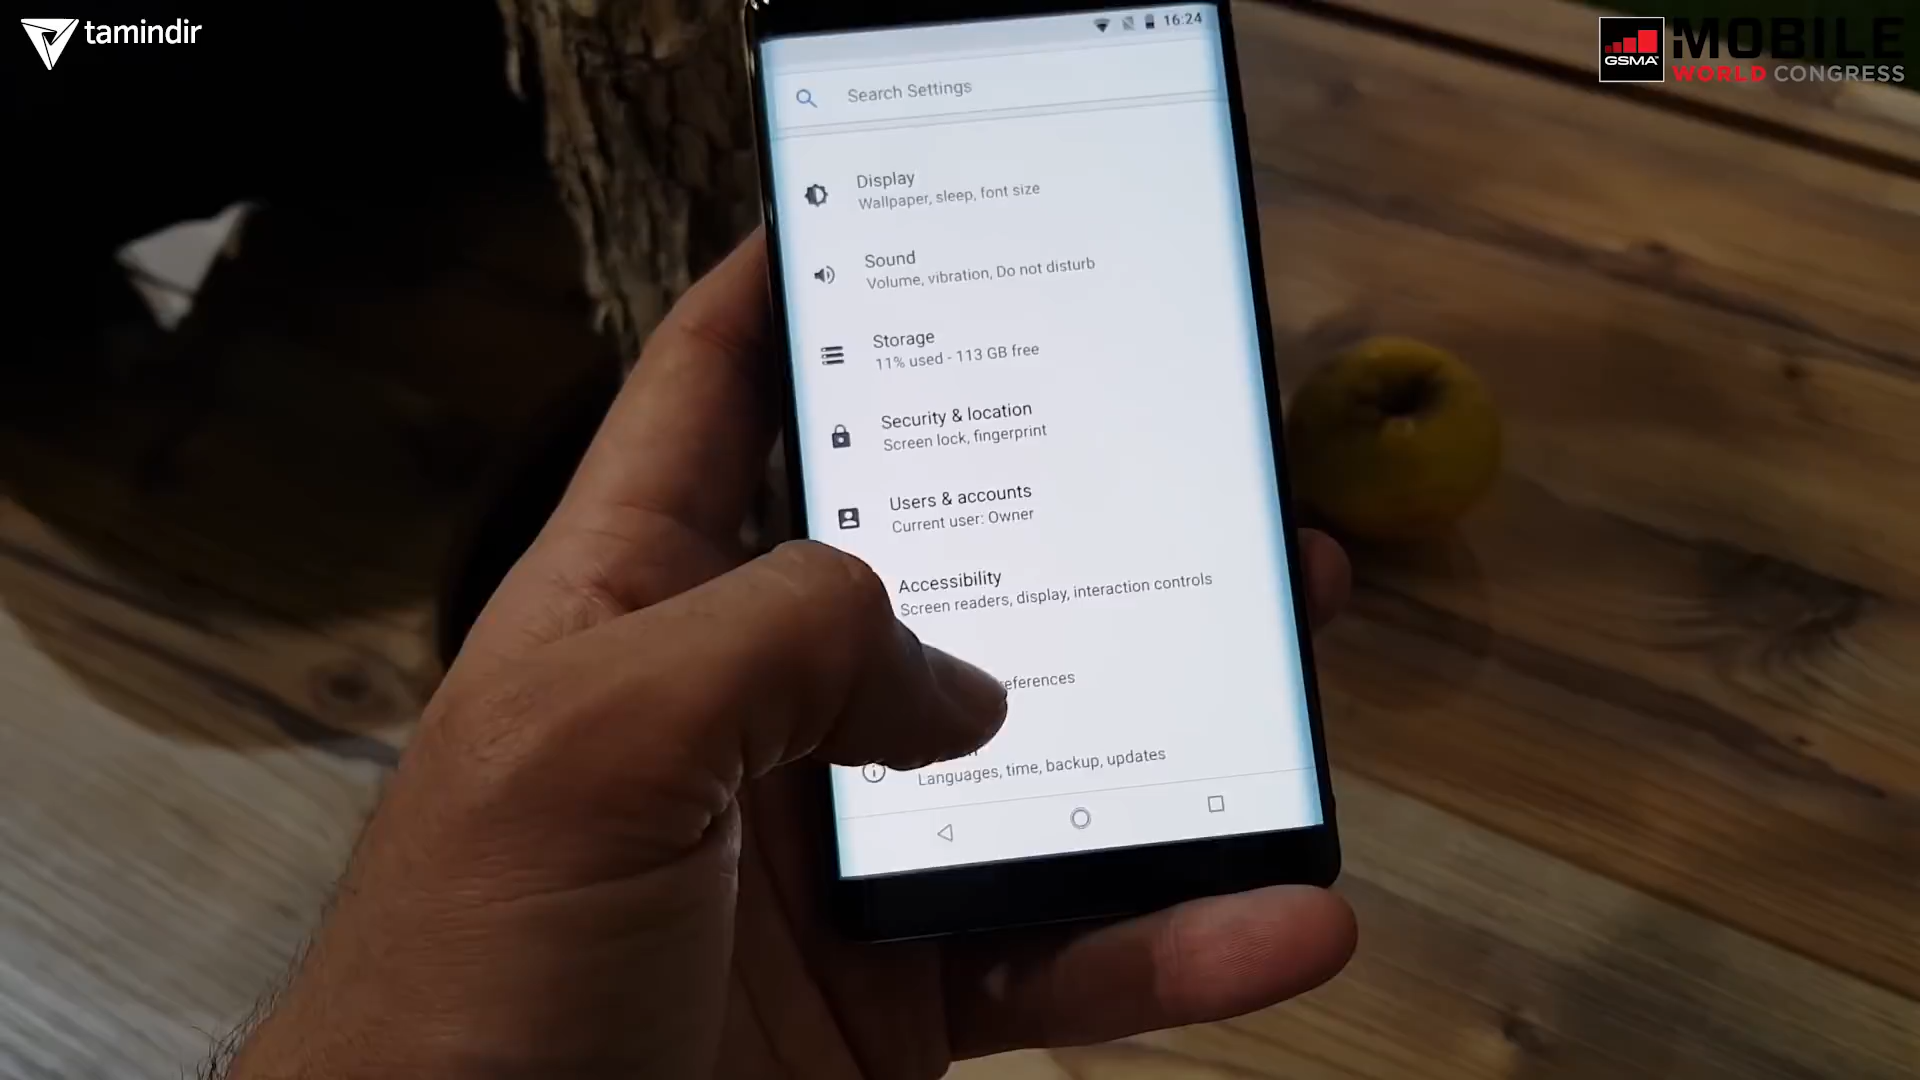 tamindir
GSMA
MOBILE
WORLD CONGRESS
16:24
Search Settings
Display
Wallpaper, sleep, font size
Sound
Volume, vibration, Do not disturb
Storage
11% used - 113 GB free
Security & location
Screen lock, fingerprint
Users & accounts
Current user: Owner
Accessibility
Screen readers, display, interaction controls
Languages, time, backup, updates